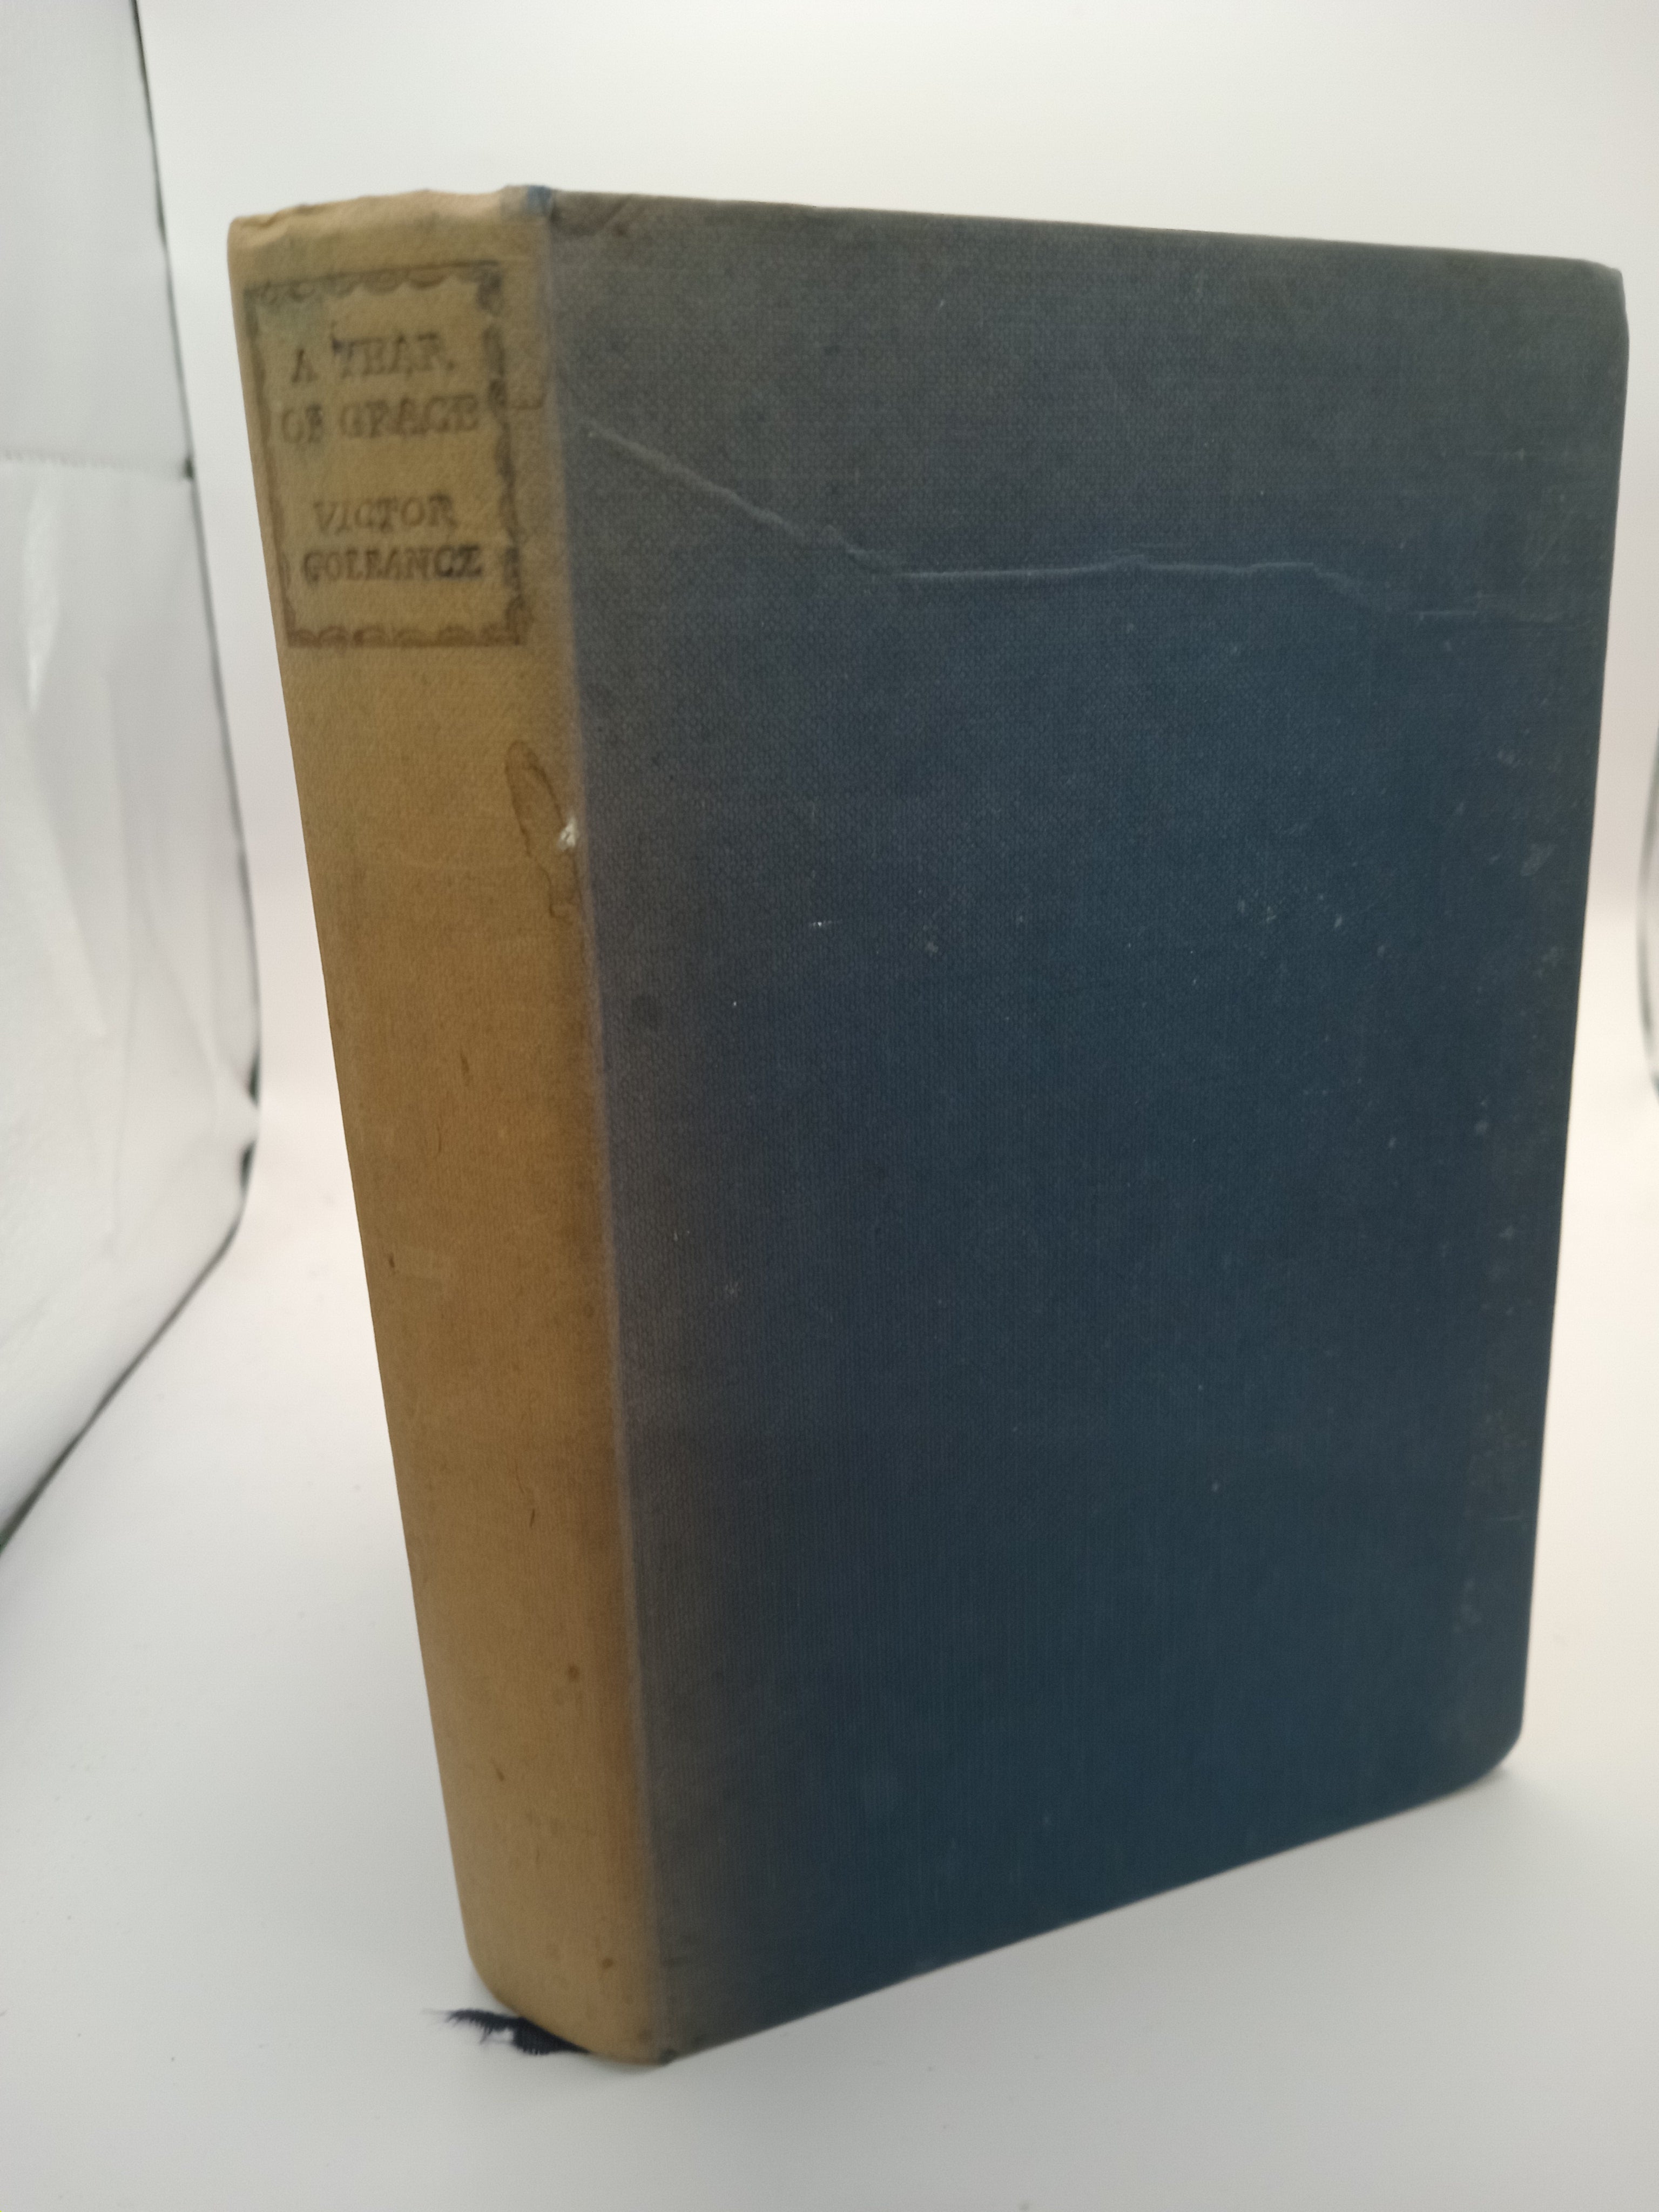 A YEAR
OF GRACE
VICTOR
GOLLANCZ